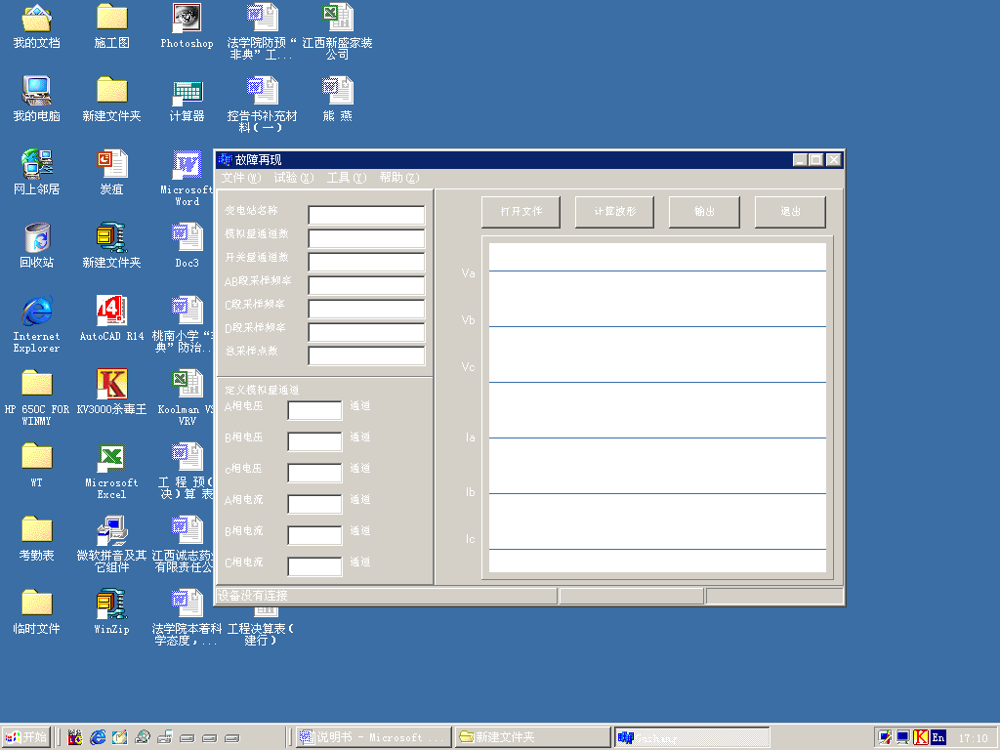 我的文档
施工图
Photoshop
法学院防预“
非典”工...
江西新盛家装
公司
我的电脑
新建文件夹
计算器
控告书补充材
料(一)
熊 燕
网上邻居
炭疽
Microsoft
Word
回收站
新建文件夹
Doc3
Internet
Explorer
AutoCAD R14
桃南小学“
典”防治..
HP 650C FOR
WINMY
KV3000杀毒王
Koolman VS
VRV
WT
Microsoft
Excel
工 程 预(
决)算 表
考勤表
微软拼音及其
它组件
江西诚志药
有限责任公
临时文件
WinZip
法学院本著科
学态度，...
工程决算表(
建行)
故障再现
文件(W) 试验(X) 工具(Y) 帮助(Z)
变电站名称
模拟量通道数
开关量通道数
AB段采样频率
C段采样频率
D段采样频率
总采样点数
定义模拟量通道
A相电压 通道
B相电压 通道
c相电压 通道
A相电流 通道
B相电流 通道
C相电流 通道
打开文件 计算波形 输出 退出
Va
Vb
Vc
Ia
Ib
Ic
设备没有连接
开始
说明书 - Microsoft ...
新建文件夹
En
17:10